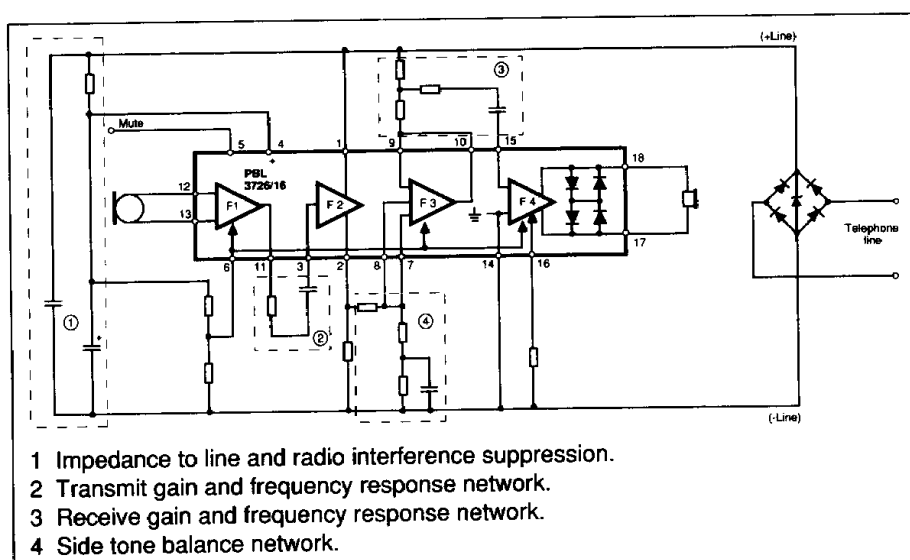 (+Line)
③
Mute
5
4
+
1
9
10
15
PBL
3726/16
18
12
F1
F 2
F 3
F 4
13
17
Telephone
line
6
11
3
2
8
7
14
16
①
+
②
④
(-Line)
1 Impedance to line and radio interference suppression.
2 Transmit gain and frequency response network.
3 Receive gain and frequency response network.
4 Side tone balance network.